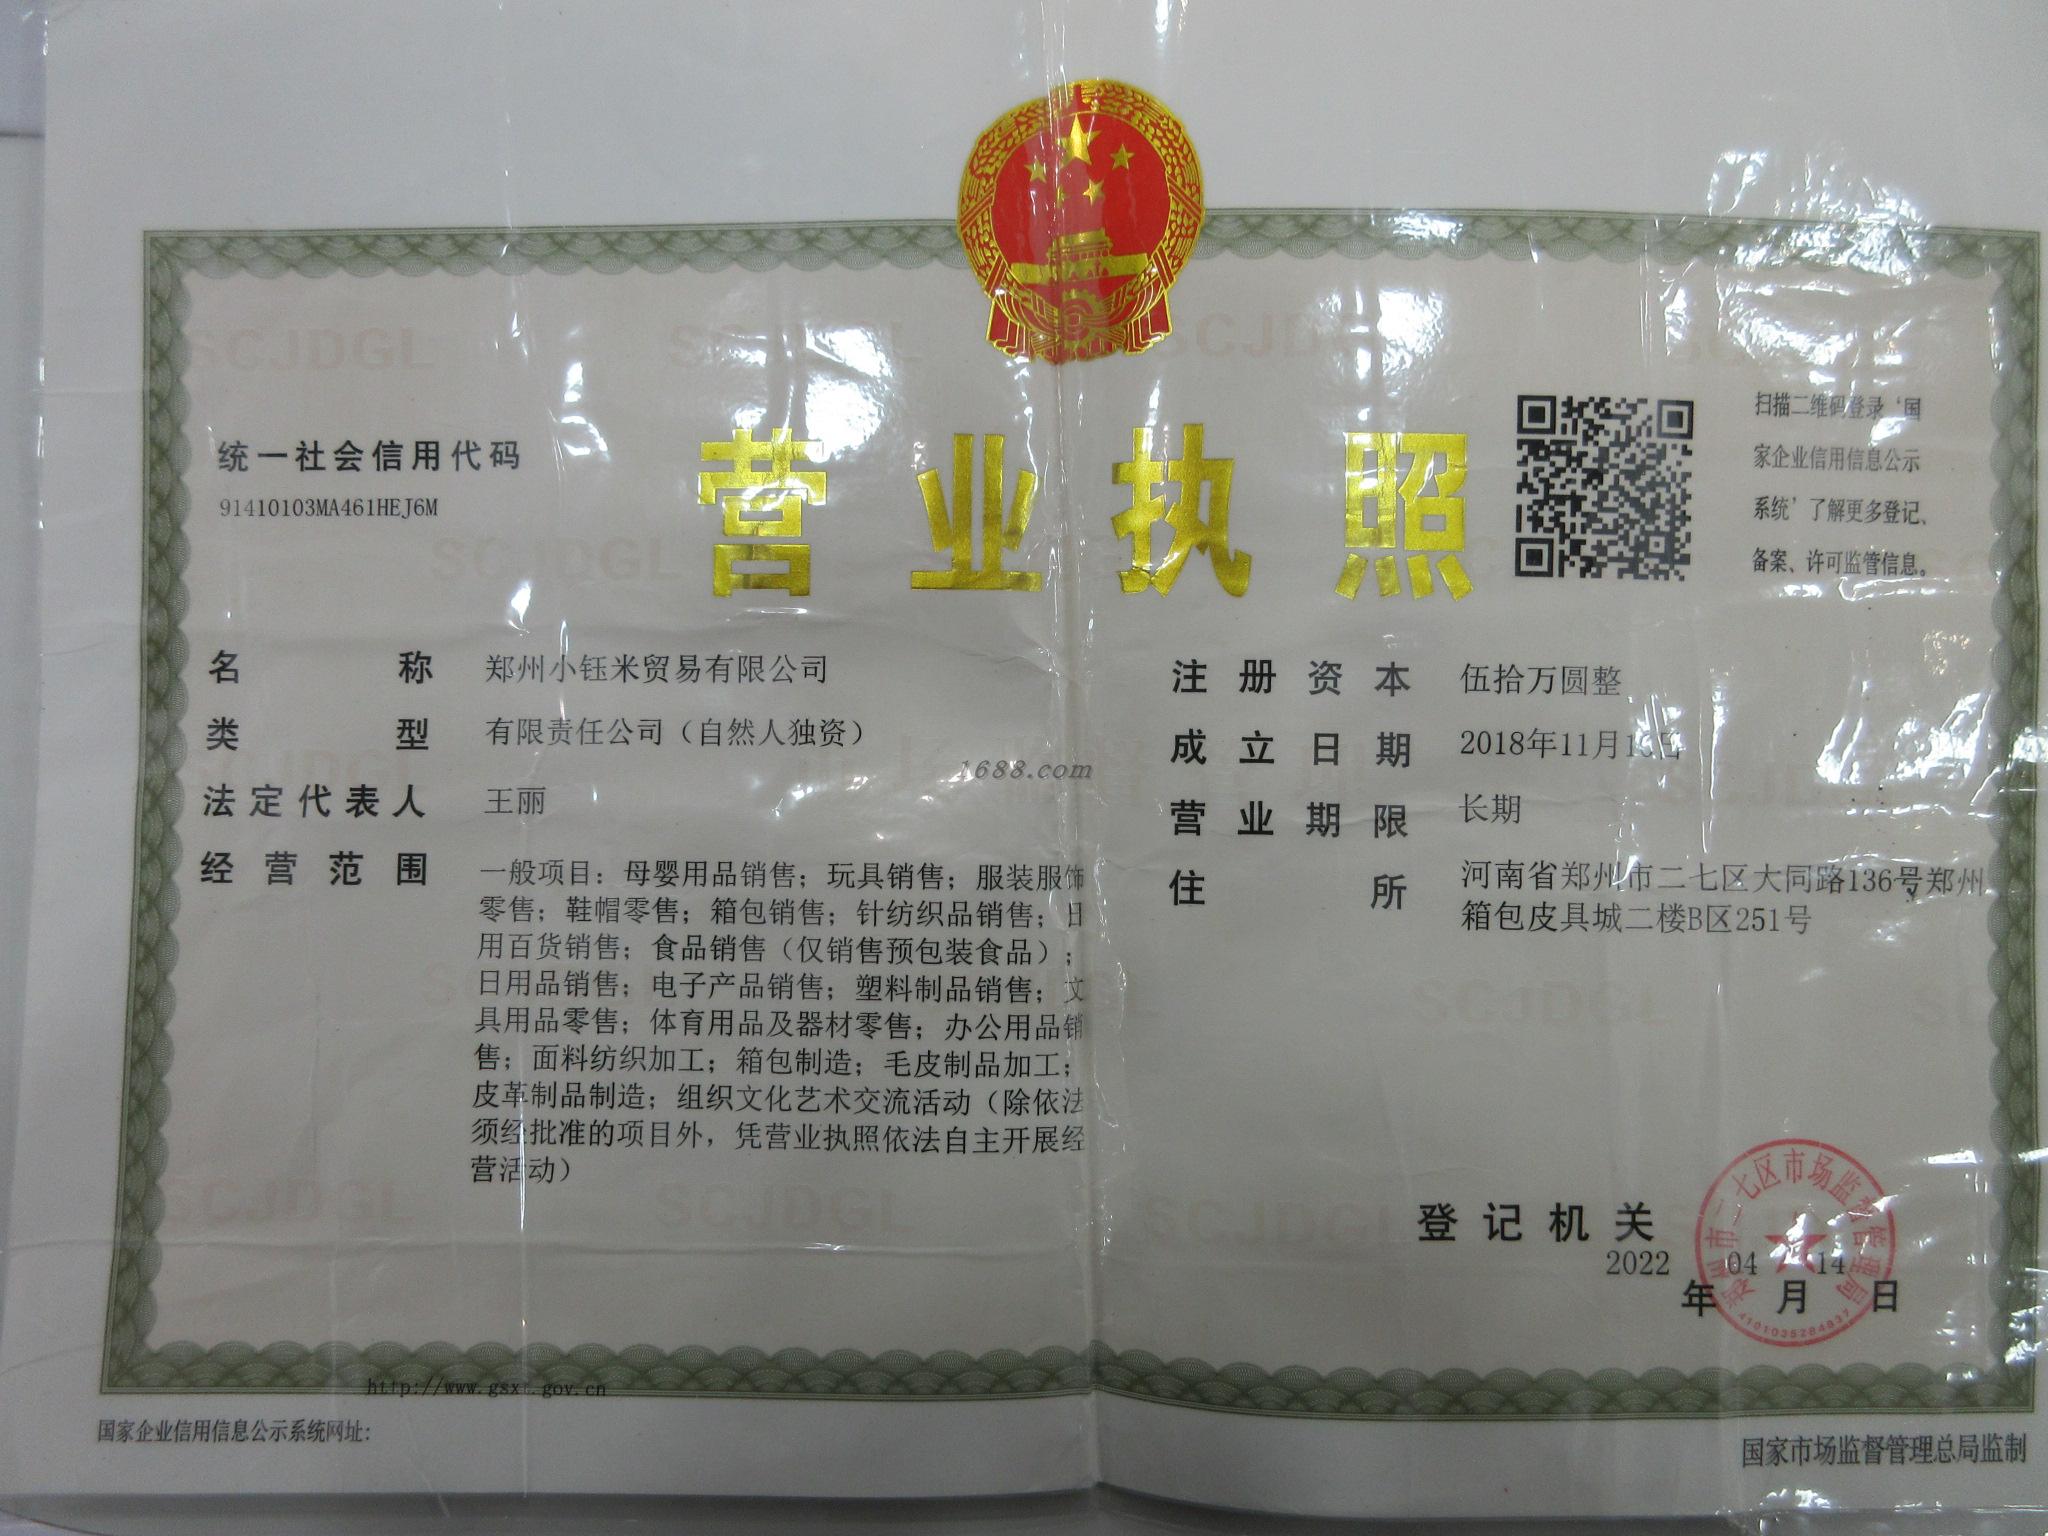 扫描二维码登录‘国
家企业信用信息公示
系统’了解更多登记、
备案、许可监管信息。
统一社会信用代码
91410103MA461HEJ6M
营业执照
名称 郑州小钰米贸易有限公司
类型 有限责任公司（自然人独资）
法定代表人 王丽
经营范围 一般项目：母婴用品销售；玩具销售；服装服饰
零售；鞋帽零售；箱包销售；针纺织品销售；日
用百货销售；食品销售（仅销售预包装食品）；
日用品销售；电子产品销售；塑料制品销售；文
具用品零售；体育用品及器材零售；办公用品销
售；面料纺织加工；箱包制造；毛皮制品加工；
皮革制品制造；组织文化艺术交流活动（除依法
须经批准的项目外，凭营业执照依法自主开展经
营活动）
注册资本 伍拾万圆整
成立日期 2018年11月
营业期限 长期
住所 河南省郑州市二七区大同路136号郑州
箱包皮具城二楼B区251号
1688.com
登记机关
2022年04月14日
郑州市二七区市场监督管理局
4101035284837
http://www.gsxt.gov.cn
国家企业信用信息公示系统网址：
国家市场监督管理总局监制
SCJDGL